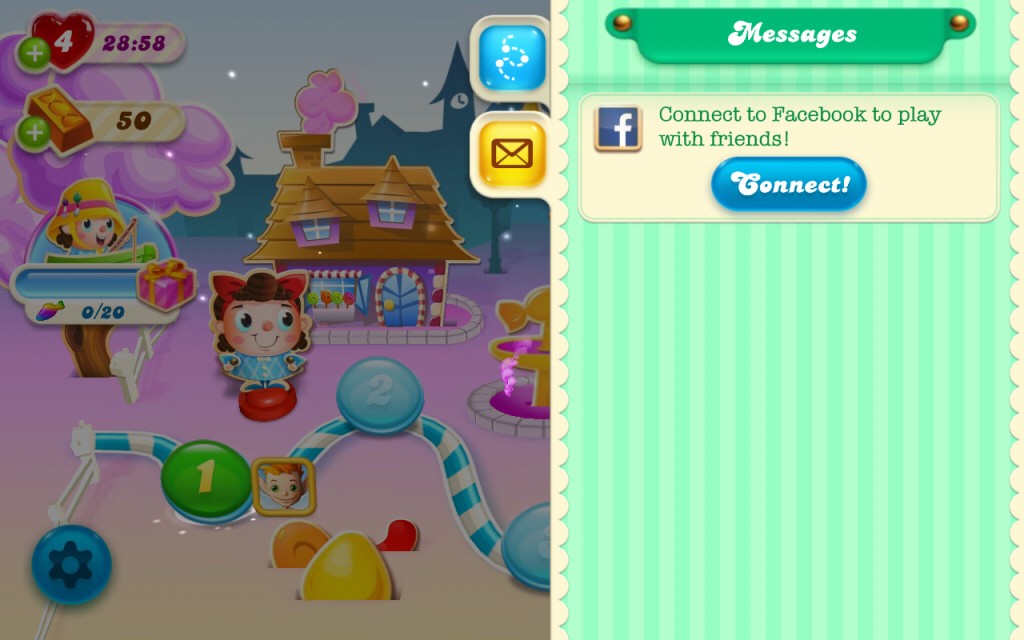 4
28:58
50
0/20
1
2
Messages
f
Connect to Facebook to play
with friends!
Connect!